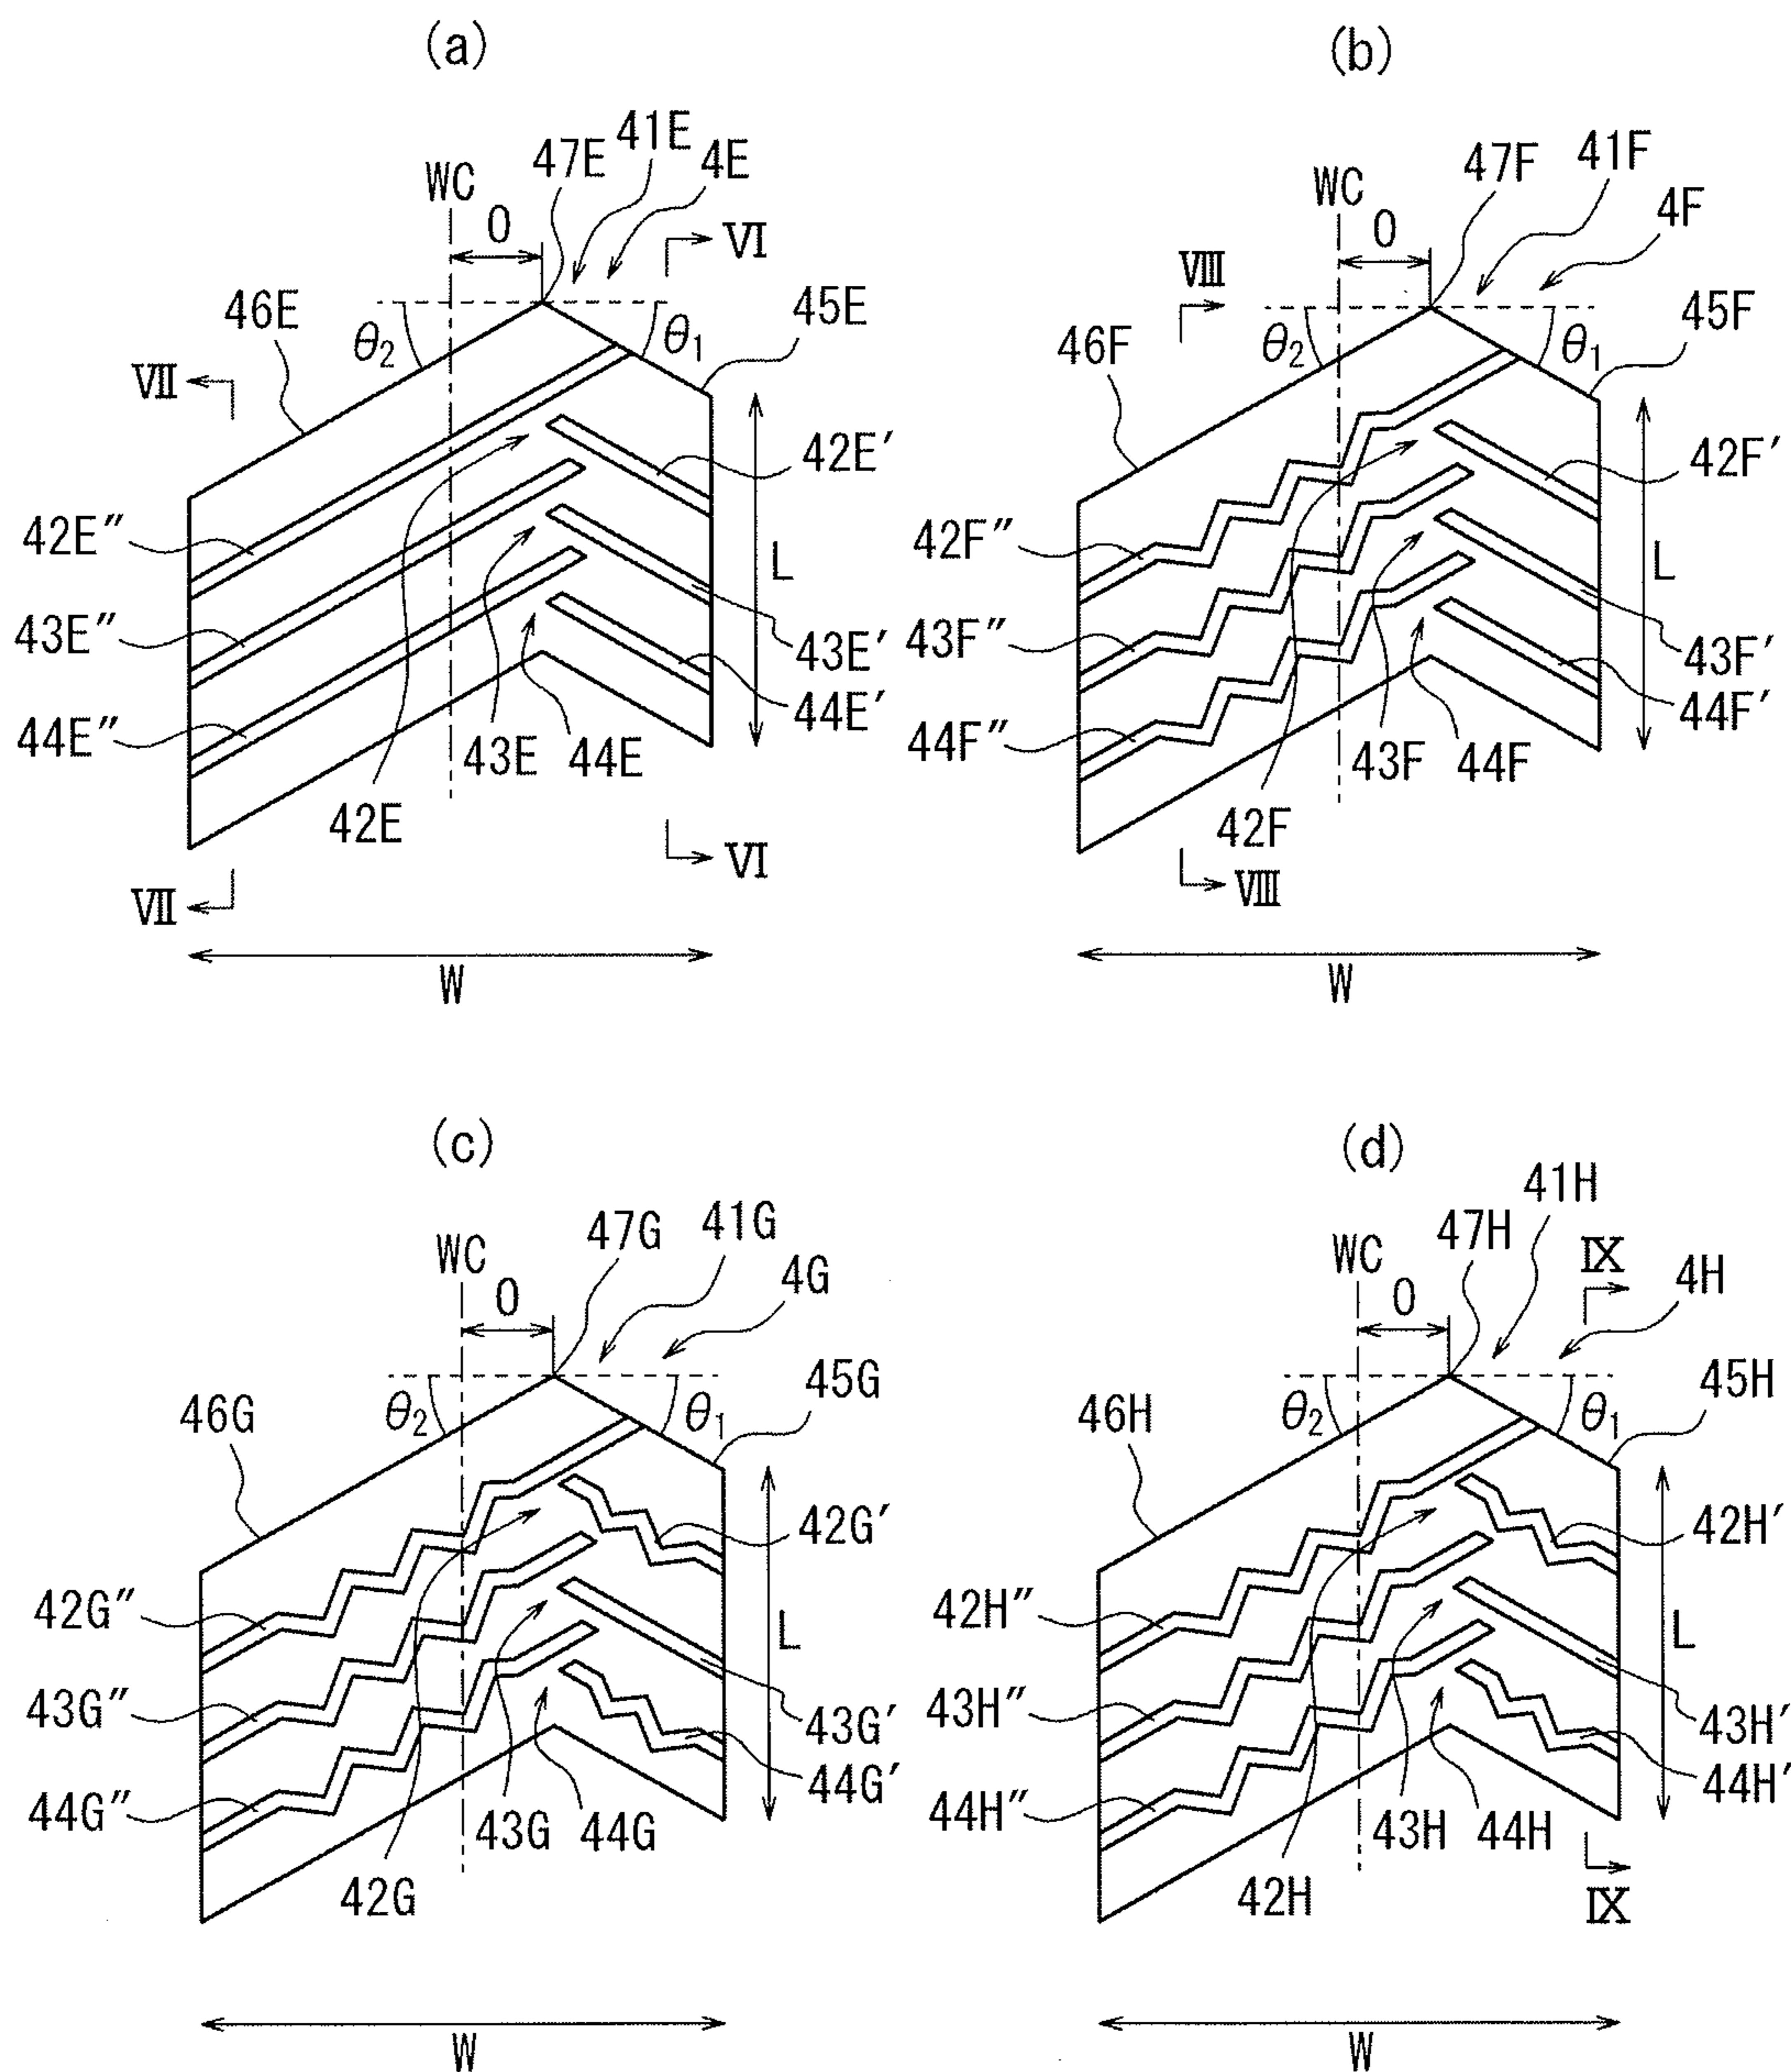 (a)
47E
41E
4E
WC
O
VI
46E
θ2
θ1
45E
VII
42E′
42E″
L
43E″
43E′
44E″
43E
44E
44E′
42E
VI
VII
W
(b)
47F
41F
4F
WC
O
VIII
46F
θ2
θ1
45F
42F′
42F″
L
43F″
43F′
44F″
43F
44F
44F′
42F
VIII
W
(c)
47G
41G
4G
WC
O
46G
θ2
θ1
45G
42G′
42G″
L
43G″
43G′
44G″
43G
44G
44G′
42G
W
(d)
47H
41H
4H
WC
O
IX
46H
θ2
θ1
45H
42H′
42H″
L
43H″
43H′
44H″
43H
44H
44H′
42H
IX
W